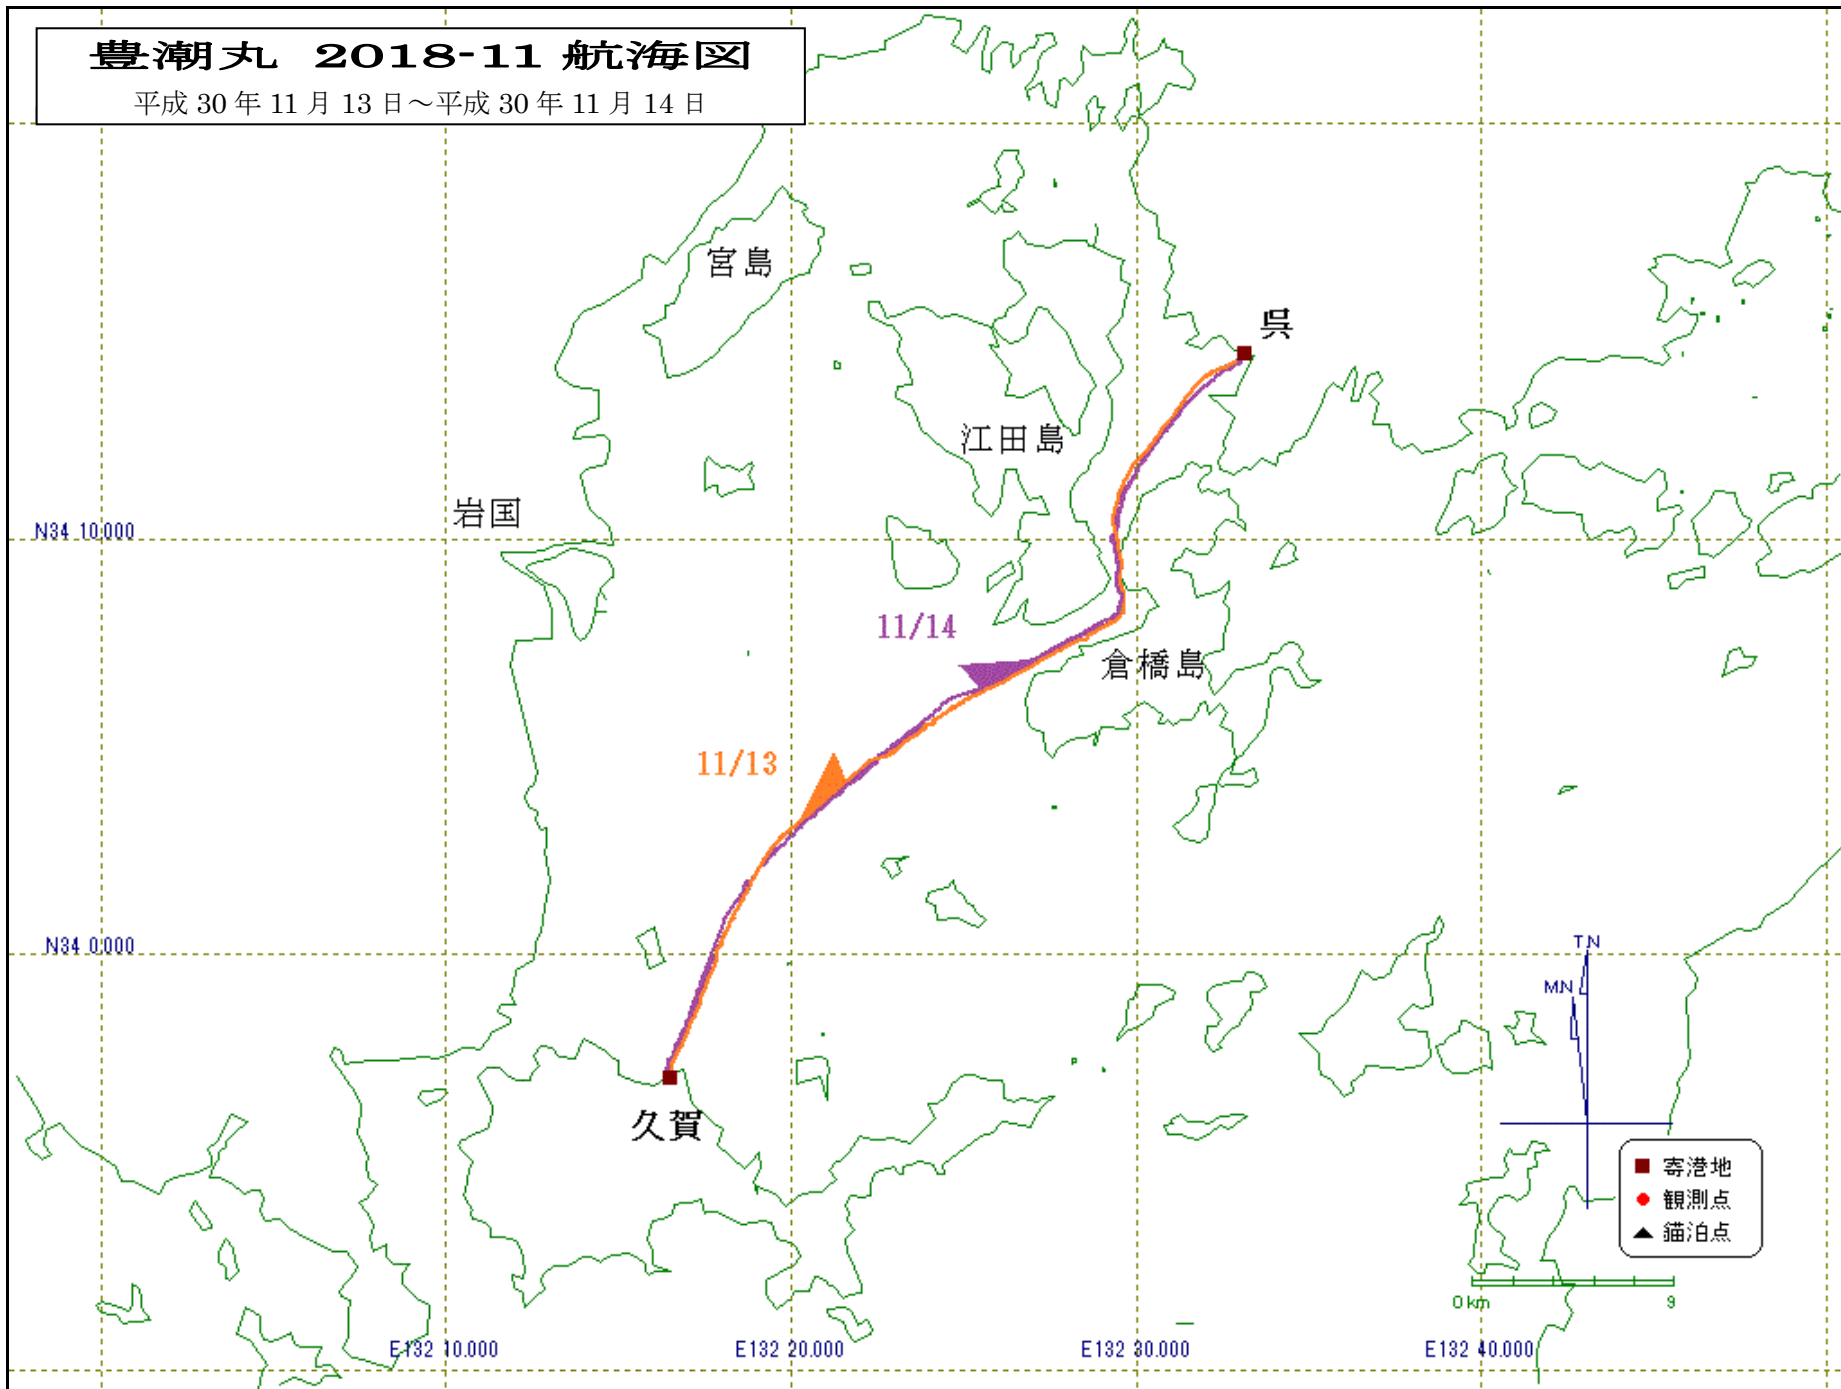 豊潮丸 2018-11 航海図
平成 30 年 11 月 13 日～平成 30 年 11 月 14 日
宮島
呉
江田島
岩国
N34 10.000
11/14
倉橋島
11/13
N34 0.000
T.N
M.N
久賀
寄港地
観測点
錨泊点
0 km 9
E132 10.000 E132 20.000 E132 30.000 E132 40.000